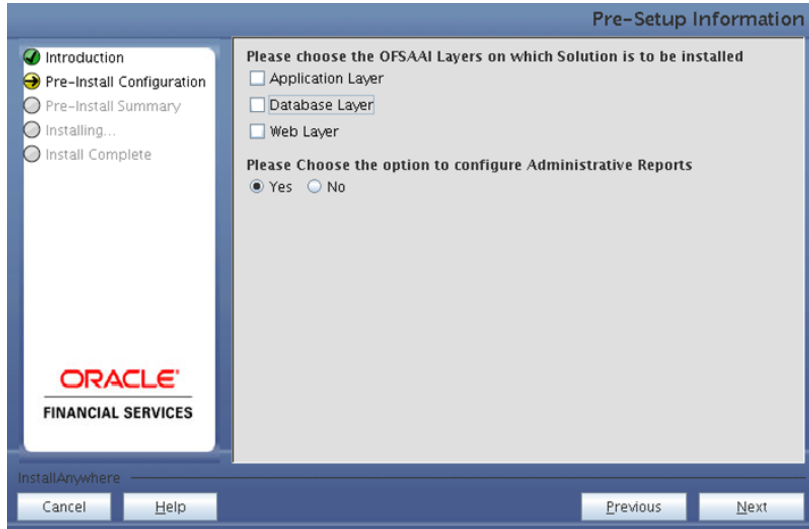 Pre-Setup Information
Introduction
Pre-Install Configuration
Pre-Install Summary
Installing...
Install Complete
ORACLE
FINANCIAL SERVICES
Please choose the OFSAAI Layers on which Solution is to be installed
Application Layer
Database Layer
Web Layer
Please Choose the option to configure Administrative Reports
Yes No
InstallAnywhere
Cancel Help Previous Next